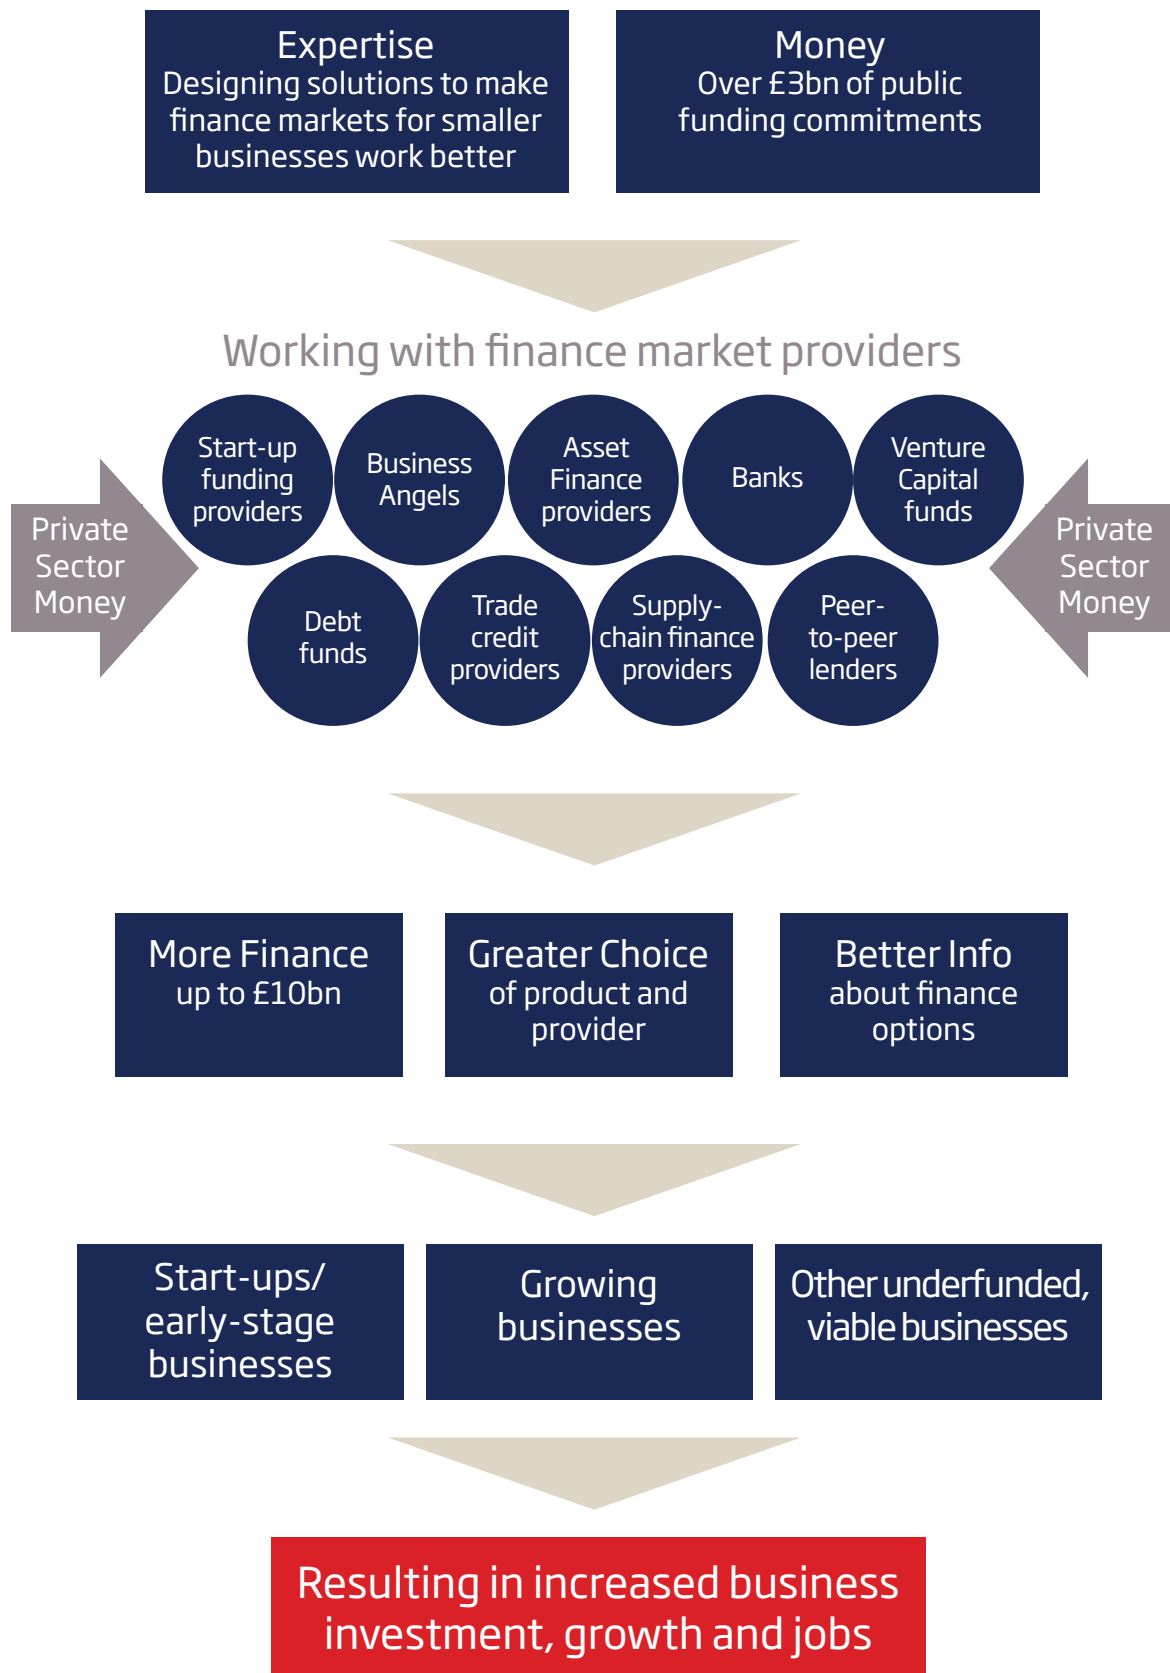 Expertise
Designing solutions to make
finance markets for smaller
businesses work better
Money
Over £3bn of public
funding commitments
Working with finance market providers
Start-up
funding
providers
Business
Angels
Asset
Finance
providers
Banks
Venture
Capital
funds
Private
Sector
Money
Private
Sector
Money
Debt
funds
Trade
credit
providers
Supply-
chain finance
providers
Peer-
to-peer
lenders
More Finance
up to £10bn
Greater Choice
of product and
provider
Better Info
about finance
options
Start-ups/
early-stage
businesses
Growing
businesses
Other underfunded,
viable businesses
Resulting in increased business
investment, growth and jobs